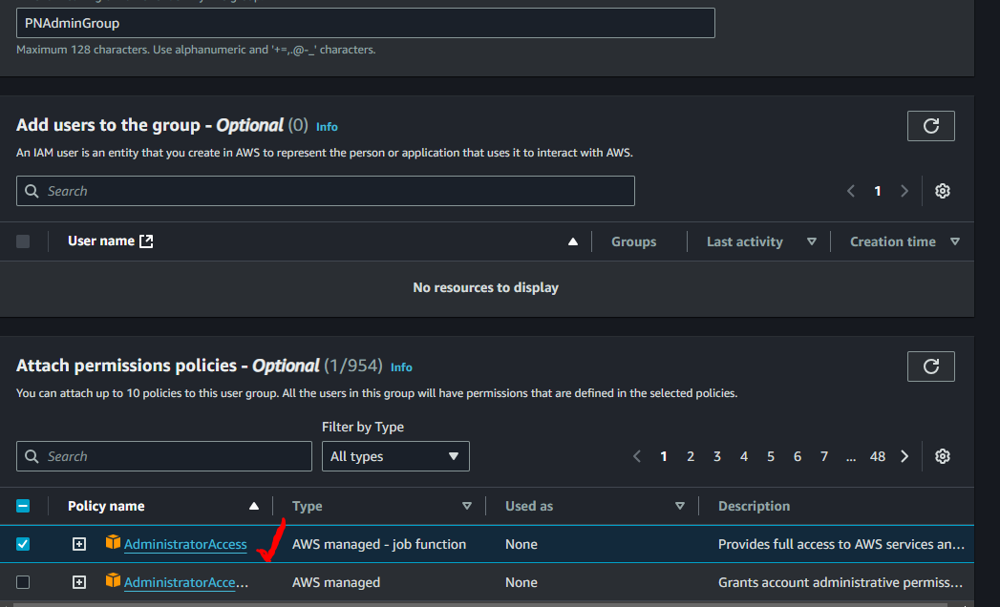 PNAdminGroup
Maximum 128 characters. Use alphanumeric and '+=,.@-_' characters.
Add users to the group - Optional (0) Info
An IAM user is an entity that you create in AWS to represent the person or application that uses it to interact with AWS.
Search
1
User name Groups Last activity Creation time
No resources to display
Attach permissions policies - Optional (1/954) Info
You can attach up to 10 policies to this user group. All the users in this group will have permissions that are defined in the selected policies.
Filter by Type
Search All types 1 2 3 4 5 6 7 ... 48
Policy name Type Used as Description
AdministratorAccess AWS managed - job function None Provides full access to AWS services an...
AdministratorAcce... AWS managed None Grants account administrative permiss...